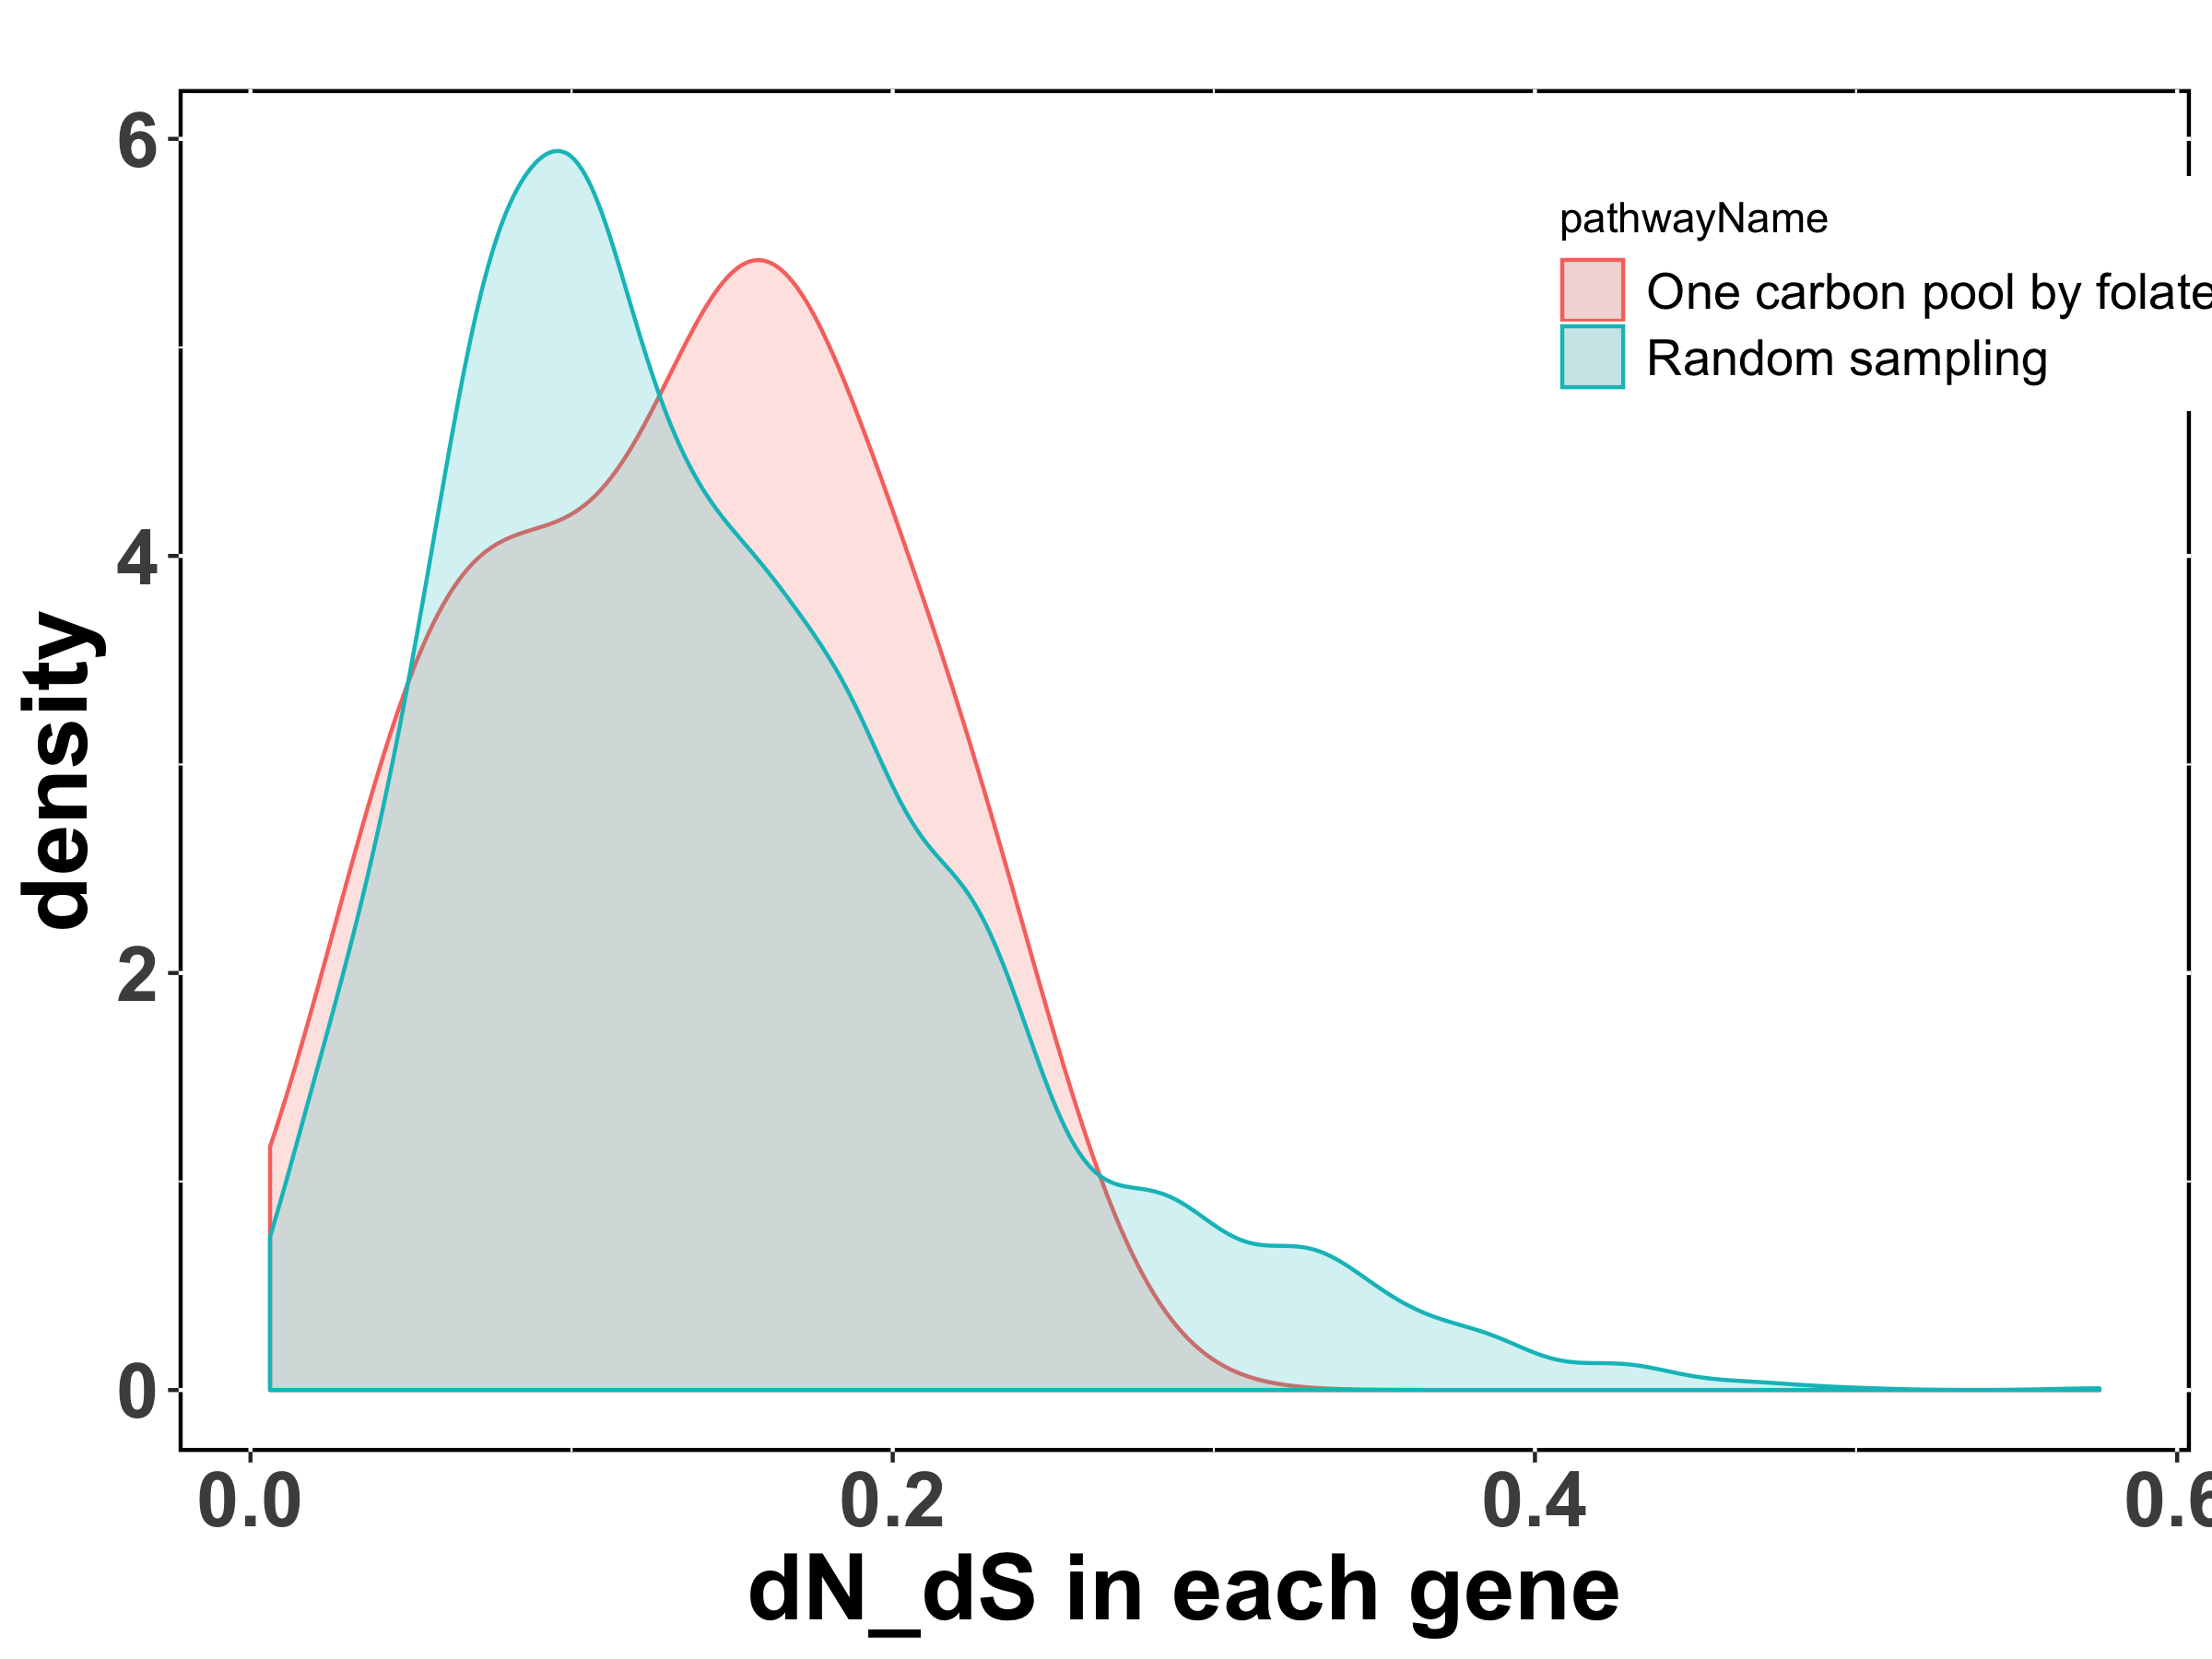 6
4
2
0
density
pathwayName
One carbon pool by folate
Random sampling
0.0 0.2 0.4 0.6
dN_dS in each gene